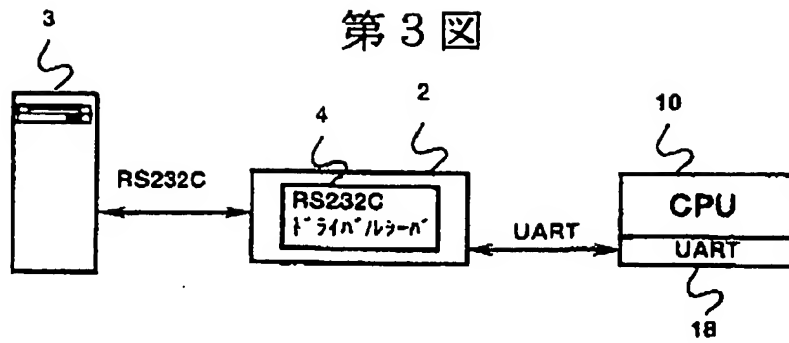 第3図
3
4
2
10
RS232C
RS232C
ﾄﾞﾗｲﾊﾞﾙｼｰﾊﾞ
UART
CPU
UART
18